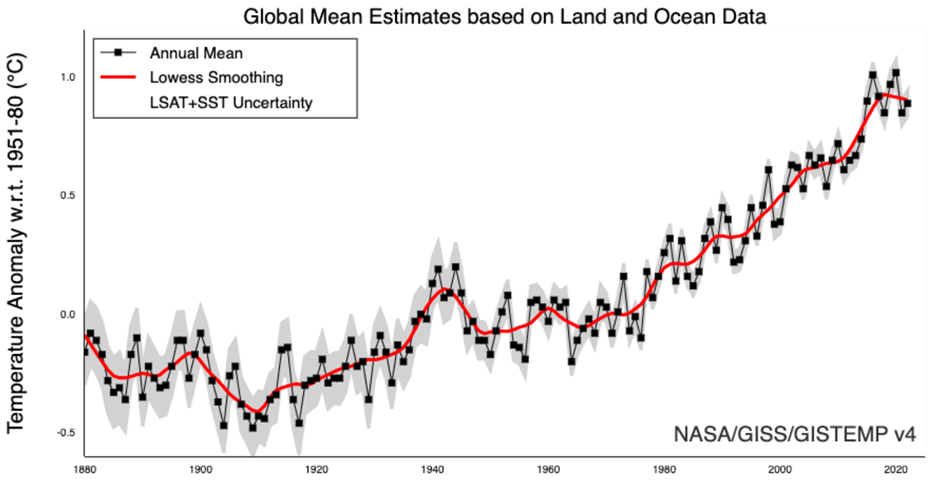 Global Mean Estimates based on Land and Ocean Data
Temperature Anomaly w.r.t. 1951-80 (°C)
Annual Mean
Lowess Smoothing
LSAT+SST Uncertainty
1.0
0.5
0.0
-0.5
NASA/GISS/GISTEMP v4
1880 1900 1920 1940 1960 1980 2000 2020